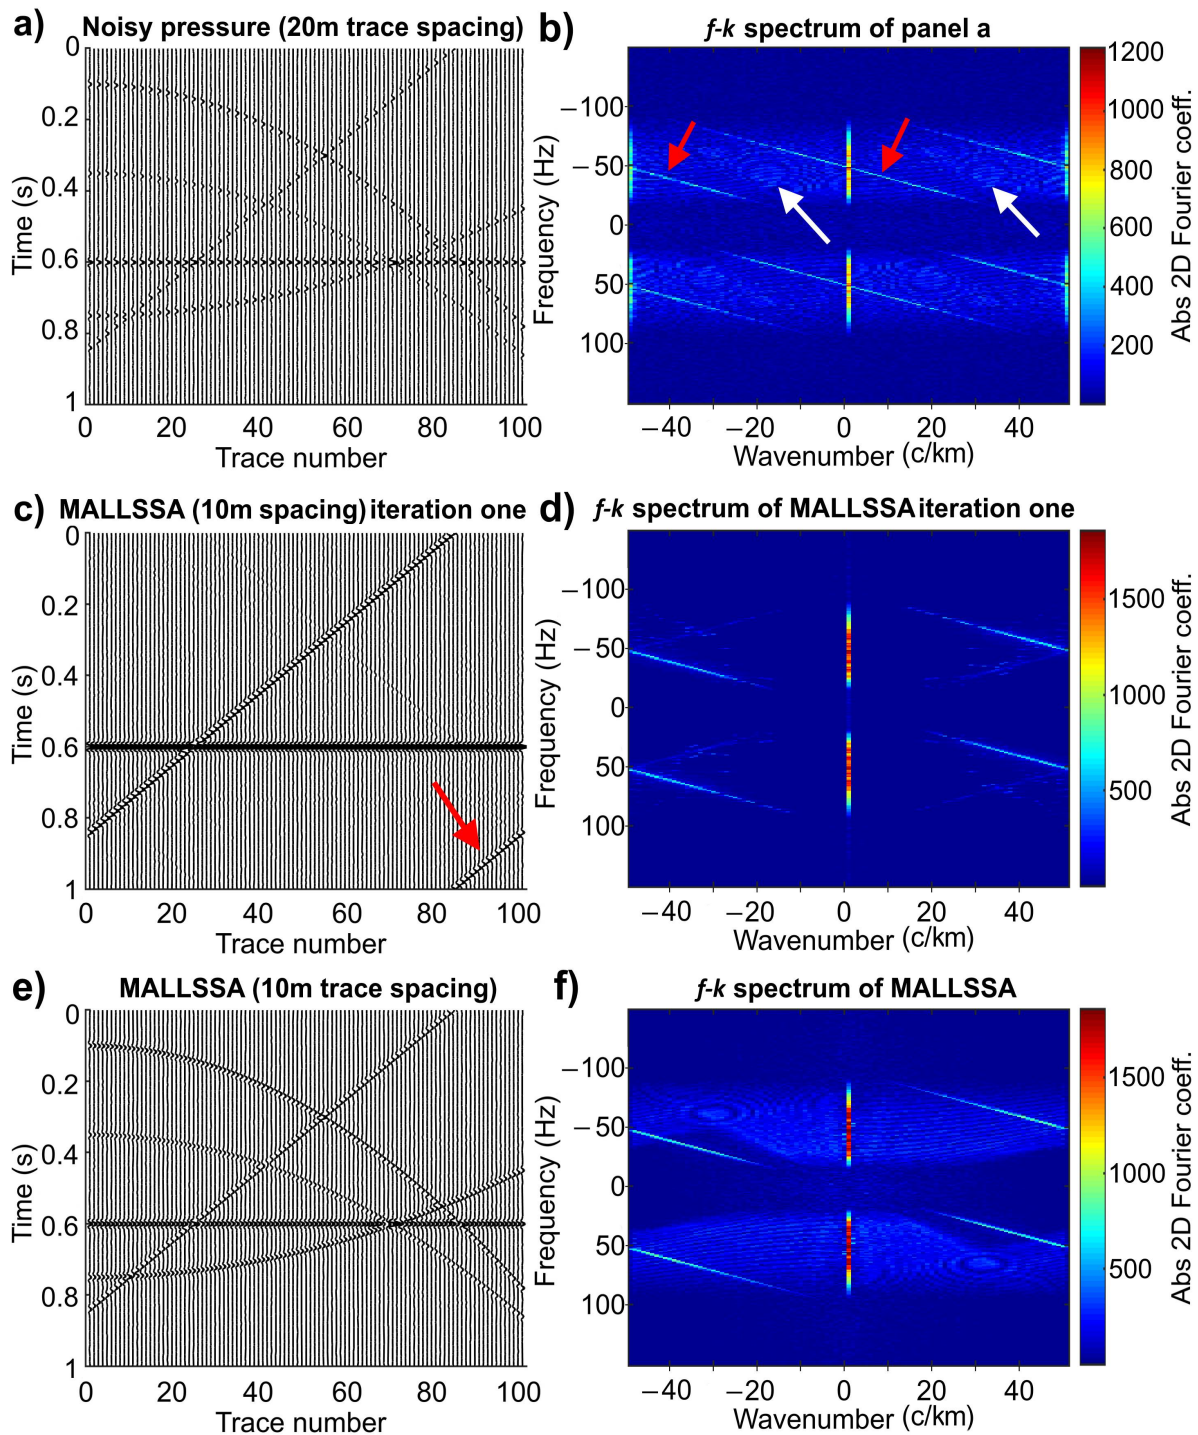 a) Noisy pressure (20m trace spacing)
0
0.2
0.4
0.6
0.8
1
Time (s)
0 20 40 60 80 100
Trace number
b) f-k spectrum of panel a
−100
−50
0
50
100
Frequency (Hz)
−40 −20 0 20 40
Wavenumber (c/km)
1200
1000
800
600
400
200
Abs 2D Fourier coeff.
c) MALLSSA (10m spacing) iteration one
0
0.2
0.4
0.6
0.8
1
Time (s)
0 20 40 60 80 100
Trace number
d) f-k spectrum of MALLSSA iteration one
−100
−50
0
50
100
Frequency (Hz)
−40 −20 0 20 40
Wavenumber (c/km)
1500
1000
500
Abs 2D Fourier coeff.
e) MALLSSA (10m trace spacing)
0
0.2
0.4
0.6
0.8
1
Time (s)
0 20 40 60 80 100
Trace number
f) f-k spectrum of MALLSSA
−100
−50
0
50
100
Frequency (Hz)
−40 −20 0 20 40
Wavenumber (c/km)
1500
1000
500
Abs 2D Fourier coeff.